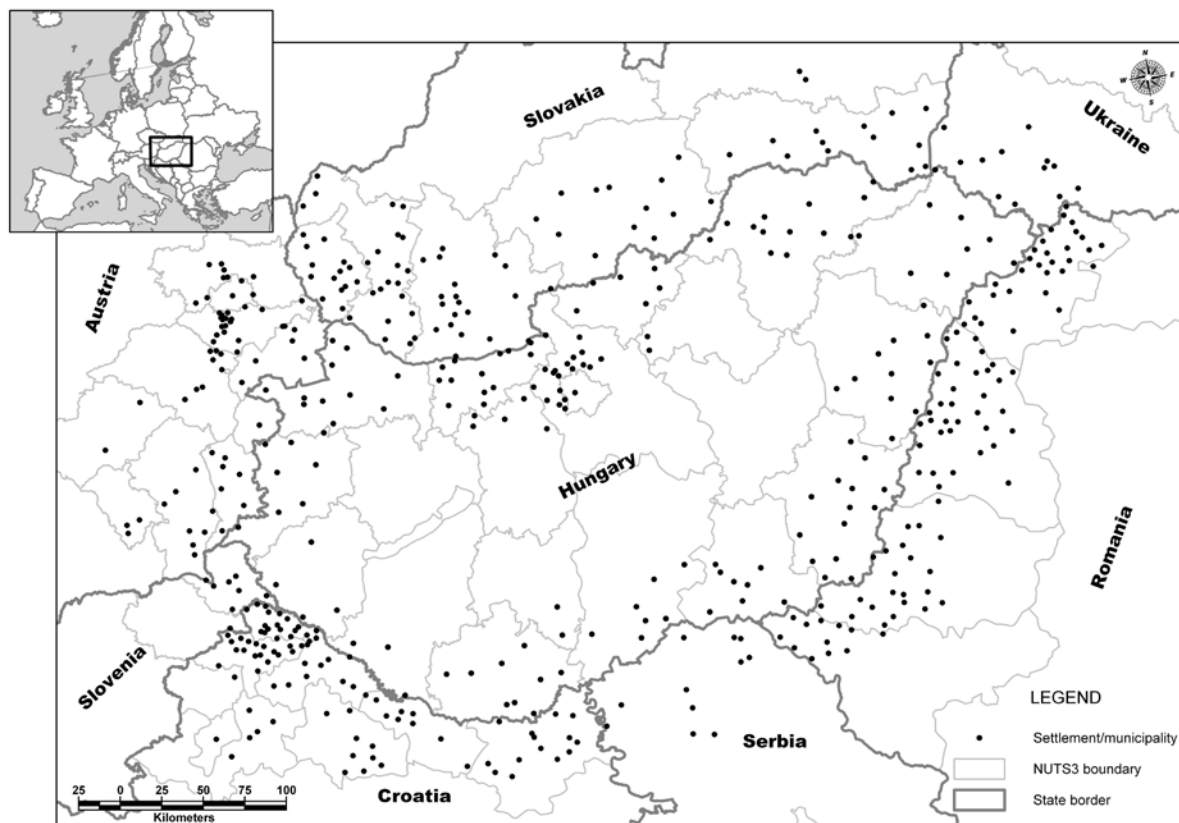 N
W
E
S
Slovakia
Ukraine
Austria
Hungary
Romania
Slovenia
LEGEND
Settlement/municipality
Serbia
NUTS3 boundary
Croatia
State border
25 0 25 50 75 100
Kilometers